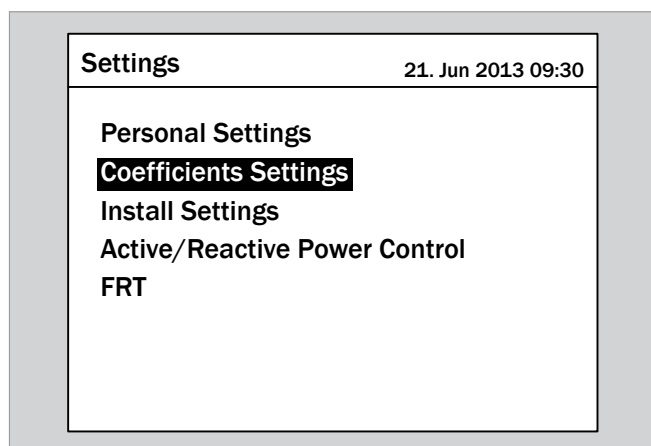 Settings
21. Jun 2013 09:30
Personal Settings
Coefficients Settings
Install Settings
Active/Reactive Power Control
FRT